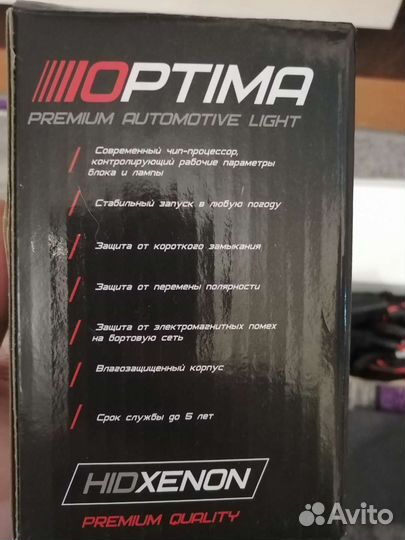 OPTIMA
PREMIUM AUTOMOTIVE LIGHT
Современный чип-процессор,
контролирующий рабочие параметры
блока и лампы
Стабильный запуск в любую погоду
Защита от короткого замыкания
Защита от перемены полярности
Защита от электромагнитных помех
на бортовую сеть
Влагозащищенный корпус
Срок службы до 5 лет
HIDXENON
PREMIUM QUALITY
Avito